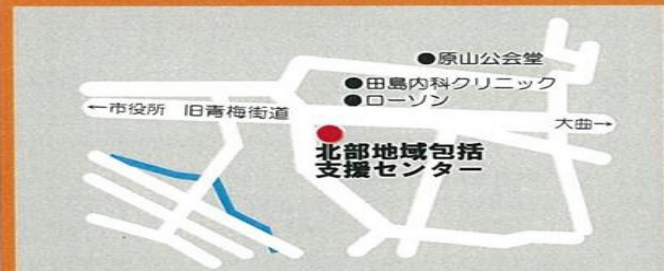 ●原山公会堂
●田島内科クリニック
●ローソン
←市役所 旧青梅街道
大曲→
北部地域包括
支援センター